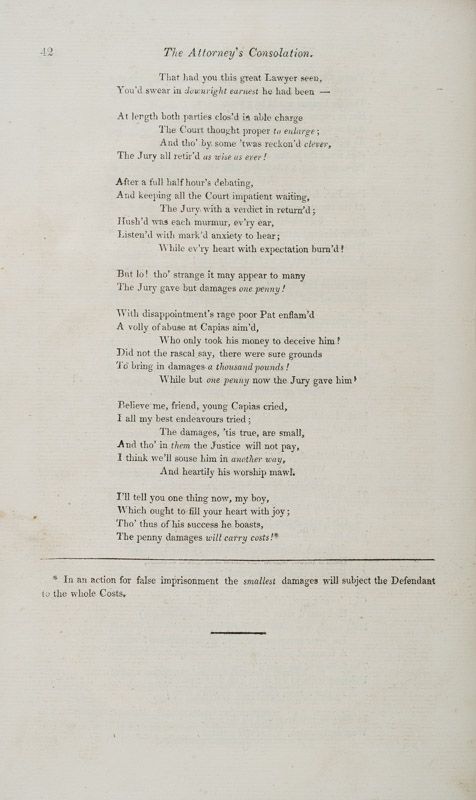 42 The Attorney's Consolation.
That had you this great Lawyer seen,
You'd swear in downright earnest he had been —
At length both parties clos'd in able charge
The Court thought proper to enlarge;
And tho' by some 'twas reckon'd clever,
The Jury all retir'd as wise as ever!
After a full half hour's debating,
And keeping all the Court impatient waiting,
The Jury with a verdict in return'd;
Hush'd was each murmur, ev'ry ear,
Listen'd with mark'd anxiety to hear;
While ev'ry heart with expectation burn'd!
But lo! tho' strange it may appear to many
The Jury gave but damages one penny!
With disappointment's rage poor Pat enflam'd
A volly of abuse at Capias aim'd,
Who only took his money to deceive him!
Did not the rascal say, there were sure grounds
To bring in damages a thousand pounds!
While but one penny now the Jury gave him!
Believe me, friend, young Capias cried,
I all my best endeavours tried;
The damages, 'tis true, are small,
And tho' in them the Justice will not pay,
I think we'll souse him in another way,
And heartily his worship mawl.
I'll tell you one thing now, my boy,
Which ought to fill your heart with joy;
Tho' thus of his success he boasts,
The penny damages will carry costs!*
* In an action for false imprisonment the smallest damages will subject the Defendant
to the whole Costs.